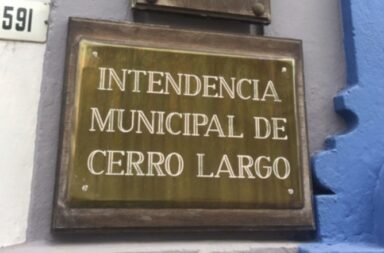 591
INTENDENCIA
MUNICIPAL DE
CERRO LARGO